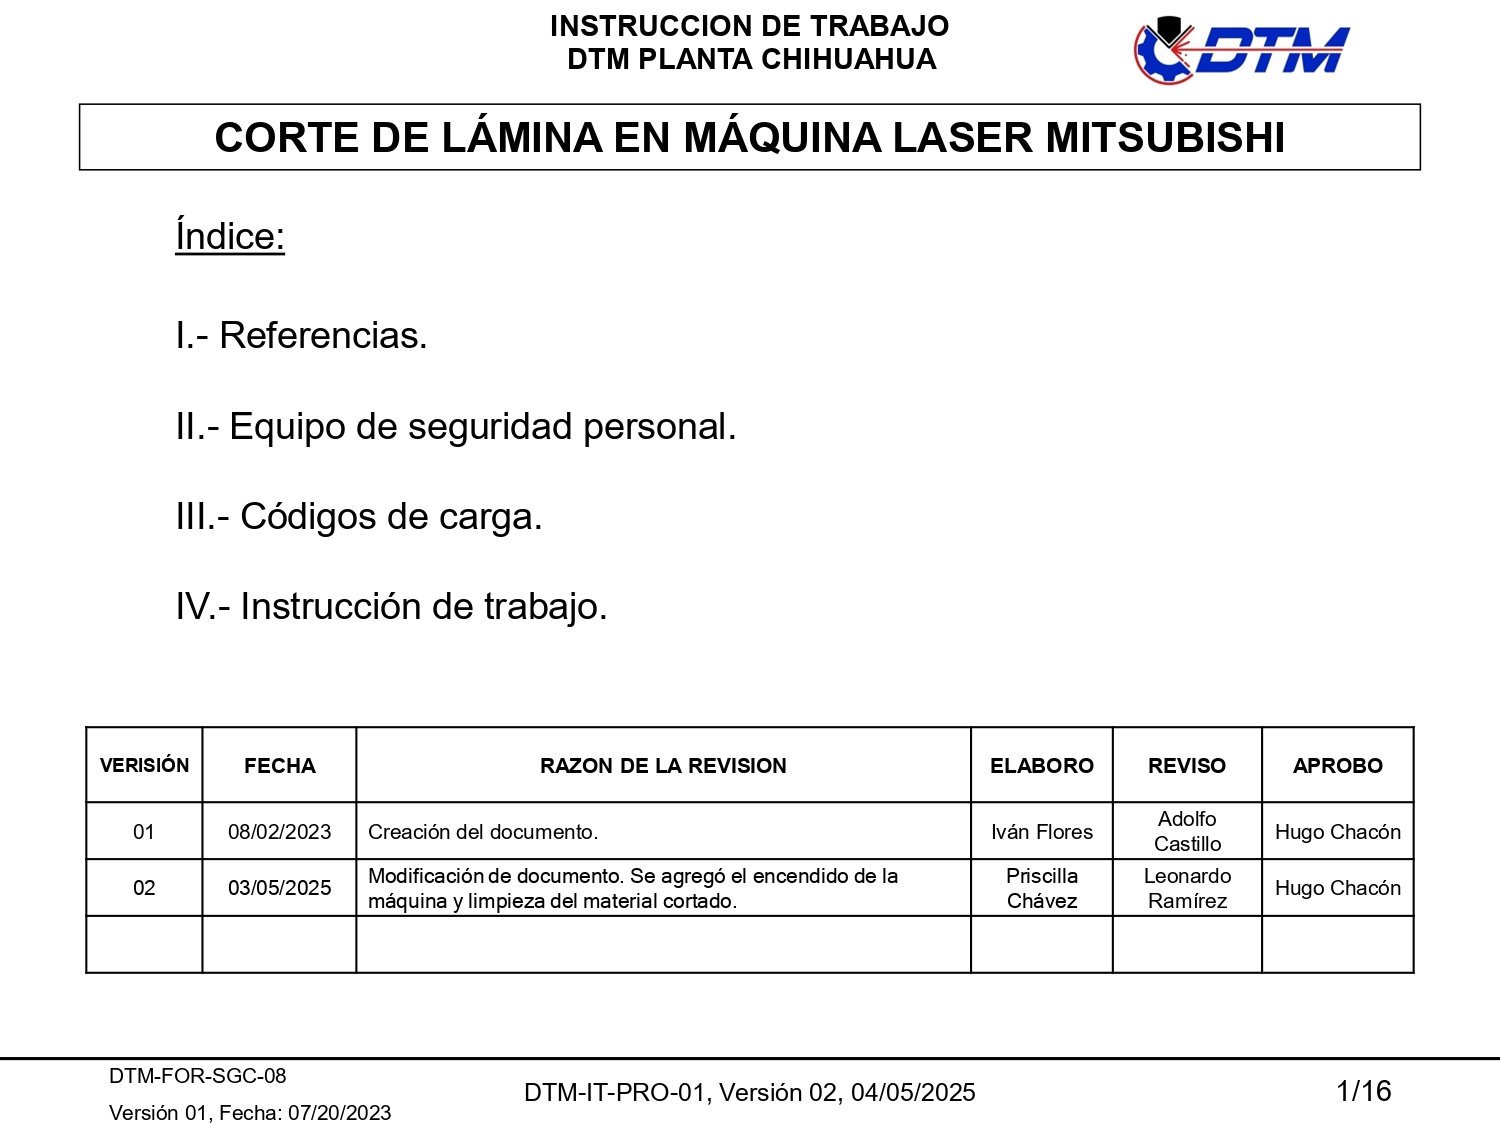 INSTRUCCION DE TRABAJO
DTM PLANTA CHIHUAHUA
DTM
CORTE DE LÁMINA EN MÁQUINA LASER MITSUBISHI
Índice:
I.- Referencias.
II.- Equipo de seguridad personal.
III.- Códigos de carga.
IV.- Instrucción de trabajo.
VERISIÓN FECHA RAZON DE LA REVISION ELABORO REVISO APROBO
01 08/02/2023 Creación del documento. Iván Flores Adolfo Castillo Hugo Chacón
02 03/05/2025 Modificación de documento. Se agregó el encendido de la máquina y limpieza del material cortado. Priscilla Chávez Leonardo Ramírez Hugo Chacón
DTM-FOR-SGC-08
Versión 01, Fecha: 07/20/2023
DTM-IT-PRO-01, Versión 02, 04/05/2025
1/16